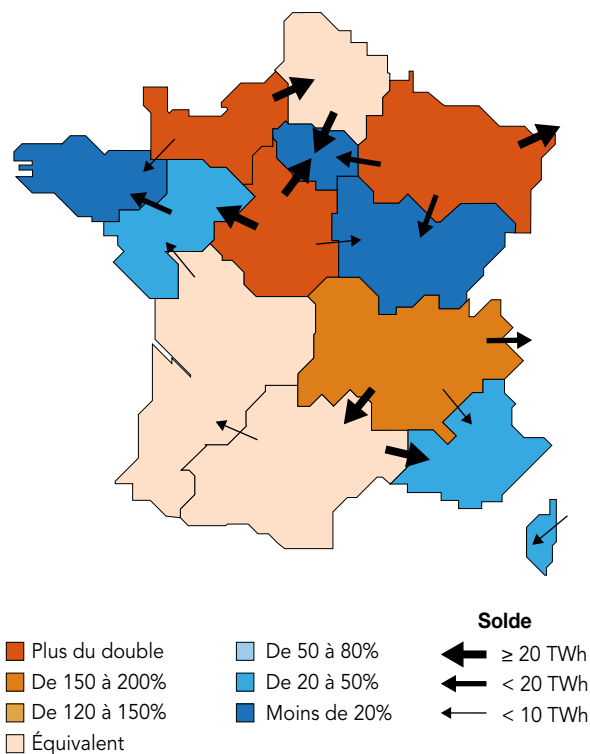 Solde
Plus du double
De 150 à 200%
De 120 à 150%
Équivalent
De 50 à 80%
De 20 à 50%
Moins de 20%
≥ 20 TWh
< 20 TWh
< 10 TWh